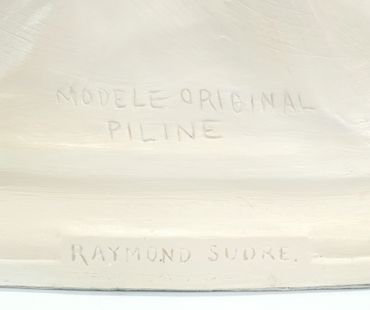 MODELE ORIGINAL
PILINE
RAYMOND SUDRE.